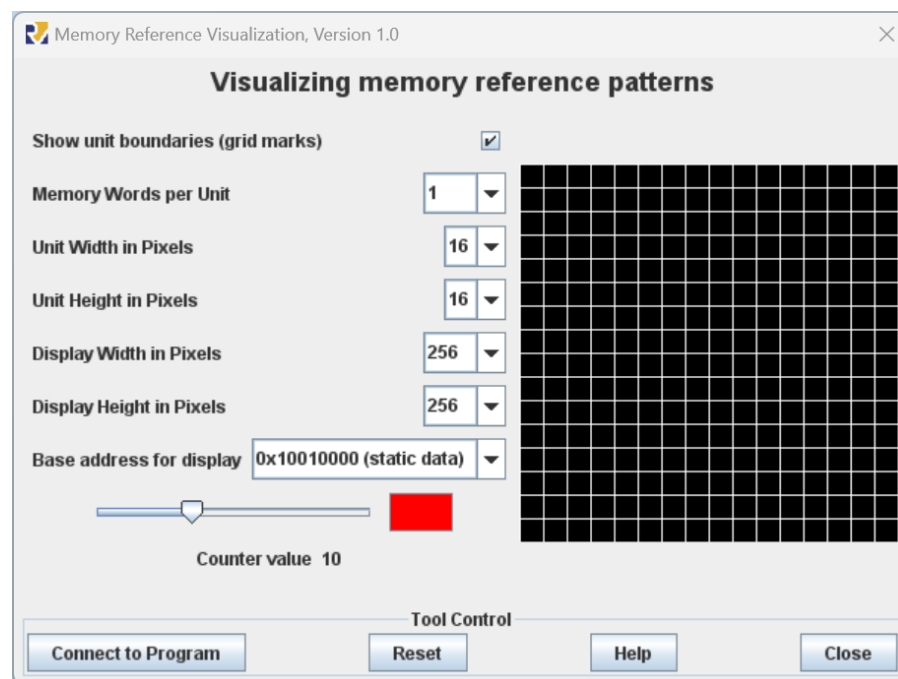 Memory Reference Visualization, Version 1.0
Visualizing memory reference patterns
Show unit boundaries (grid marks)
Memory Words per Unit 1
Unit Width in Pixels 16
Unit Height in Pixels 16
Display Width in Pixels 256
Display Height in Pixels 256
Base address for display 0x10010000 (static data)
Counter value 10
Tool Control
Connect to Program Reset Help Close